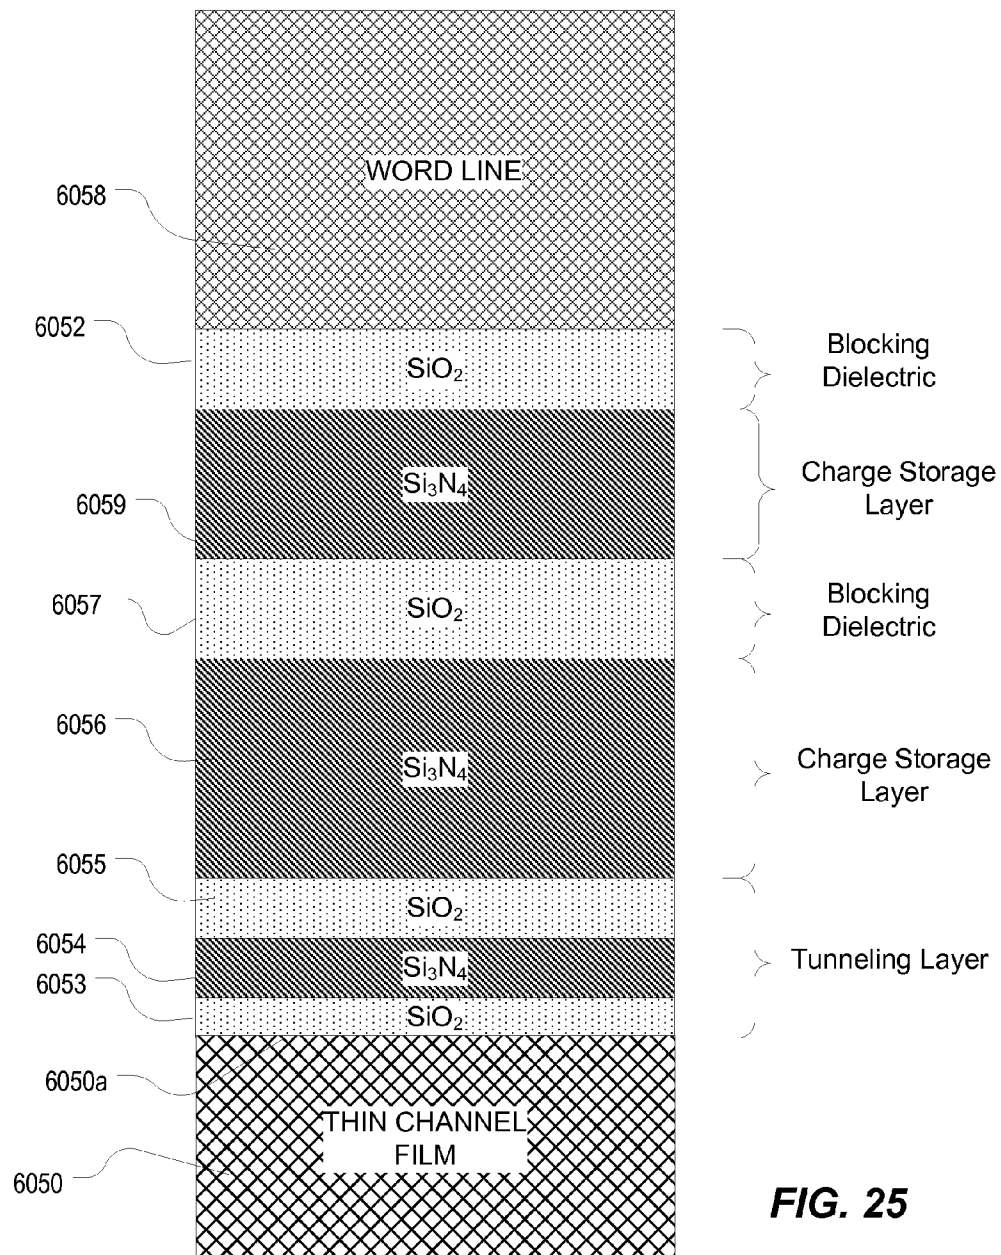 WORD LINE
6058
6052
SiO₂
Blocking
Dielectric
Si₃N₄
Charge Storage
Layer
6059
6057
SiO₂
Blocking
Dielectric
6056
Si₃N₄
Charge Storage
Layer
6055
SiO₂
6054
Si₃N₄
Tunneling Layer
6053
SiO₂
6050a
THIN CHANNEL
FILM
6050
FIG. 25